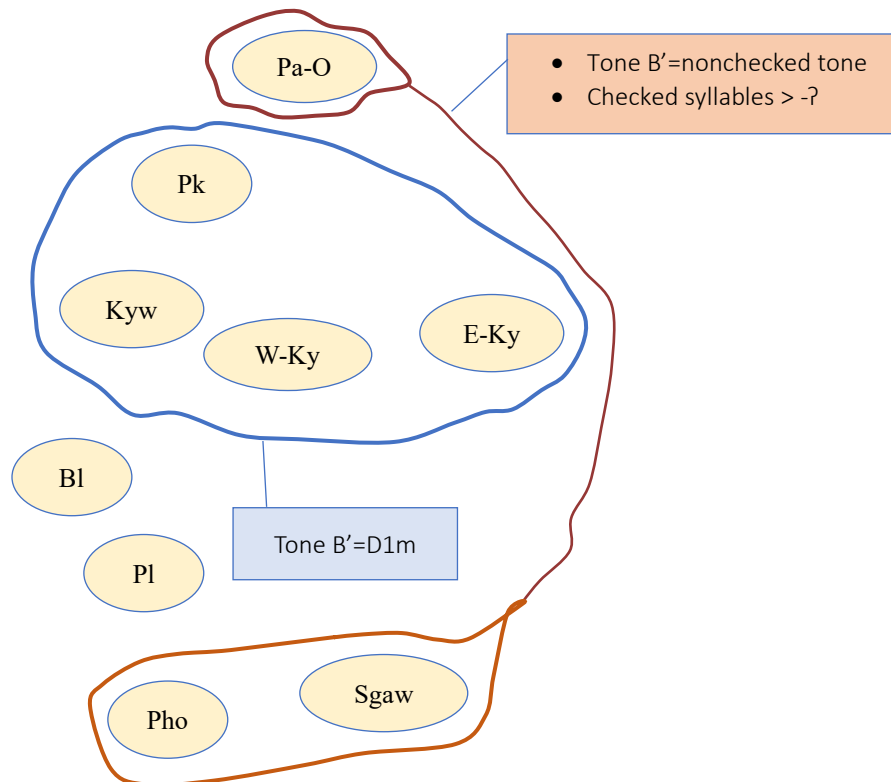 Pa-O
• Tone B’=nonchecked tone
• Checked syllables > -?
Pk
Kyw
W-Ky
E-Ky
Bl
Tone B’=D1m
Pl
Sgaw
Pho